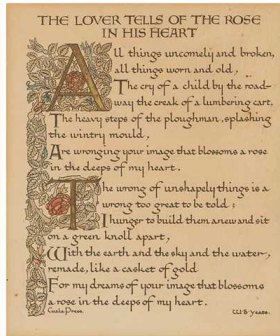 THE LOVER TELLS OF THE ROSE
IN HIS HEART
All things uncomely and broken,
all things worn and old,
The cry of a child by the road-
way the creak of a lumbering cart,
The heavy steps of the ploughman, splashing
the wintry mould,
Are wronging your image that blossoms a rose
in the deeps of my heart.
The wrong of unshapely things is a
wrong too great to be told;
I hunger to build them anew and sit
on a green knoll apart,
With the earth and the sky and the water,
remade, like a casket of gold
For my dreams of your image that blossoms
a rose in the deeps of my heart.
Cuala Press. W·B·Yeats.